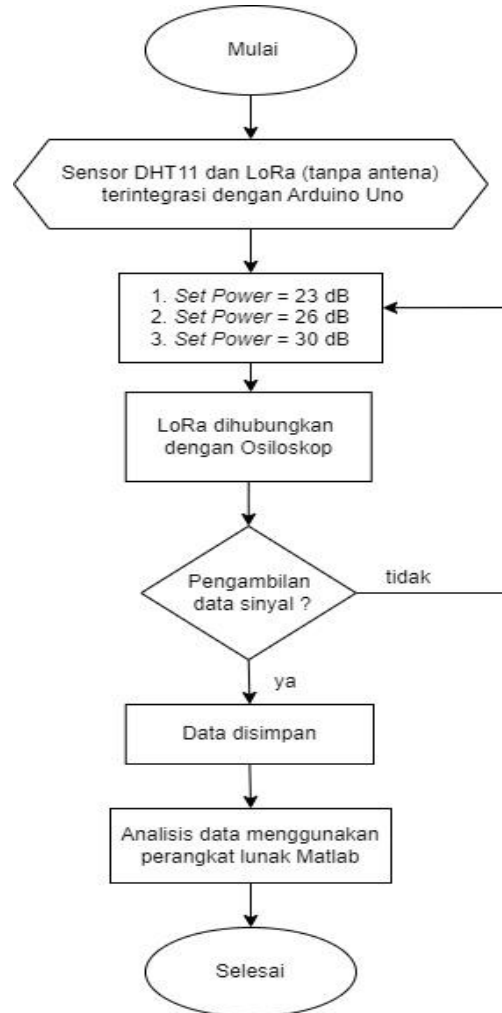 Mulai
Sensor DHT11 dan LoRa (tanpa antena)
terintegrasi dengan Arduino Uno
1. Set Power = 23 dB
2. Set Power = 26 dB
3. Set Power = 30 dB
LoRa dihubungkan
dengan Osiloskop
Pengambilan
data sinyal ?
tidak
ya
Data disimpan
Analisis data menggunakan
perangkat lunak Matlab
Selesai